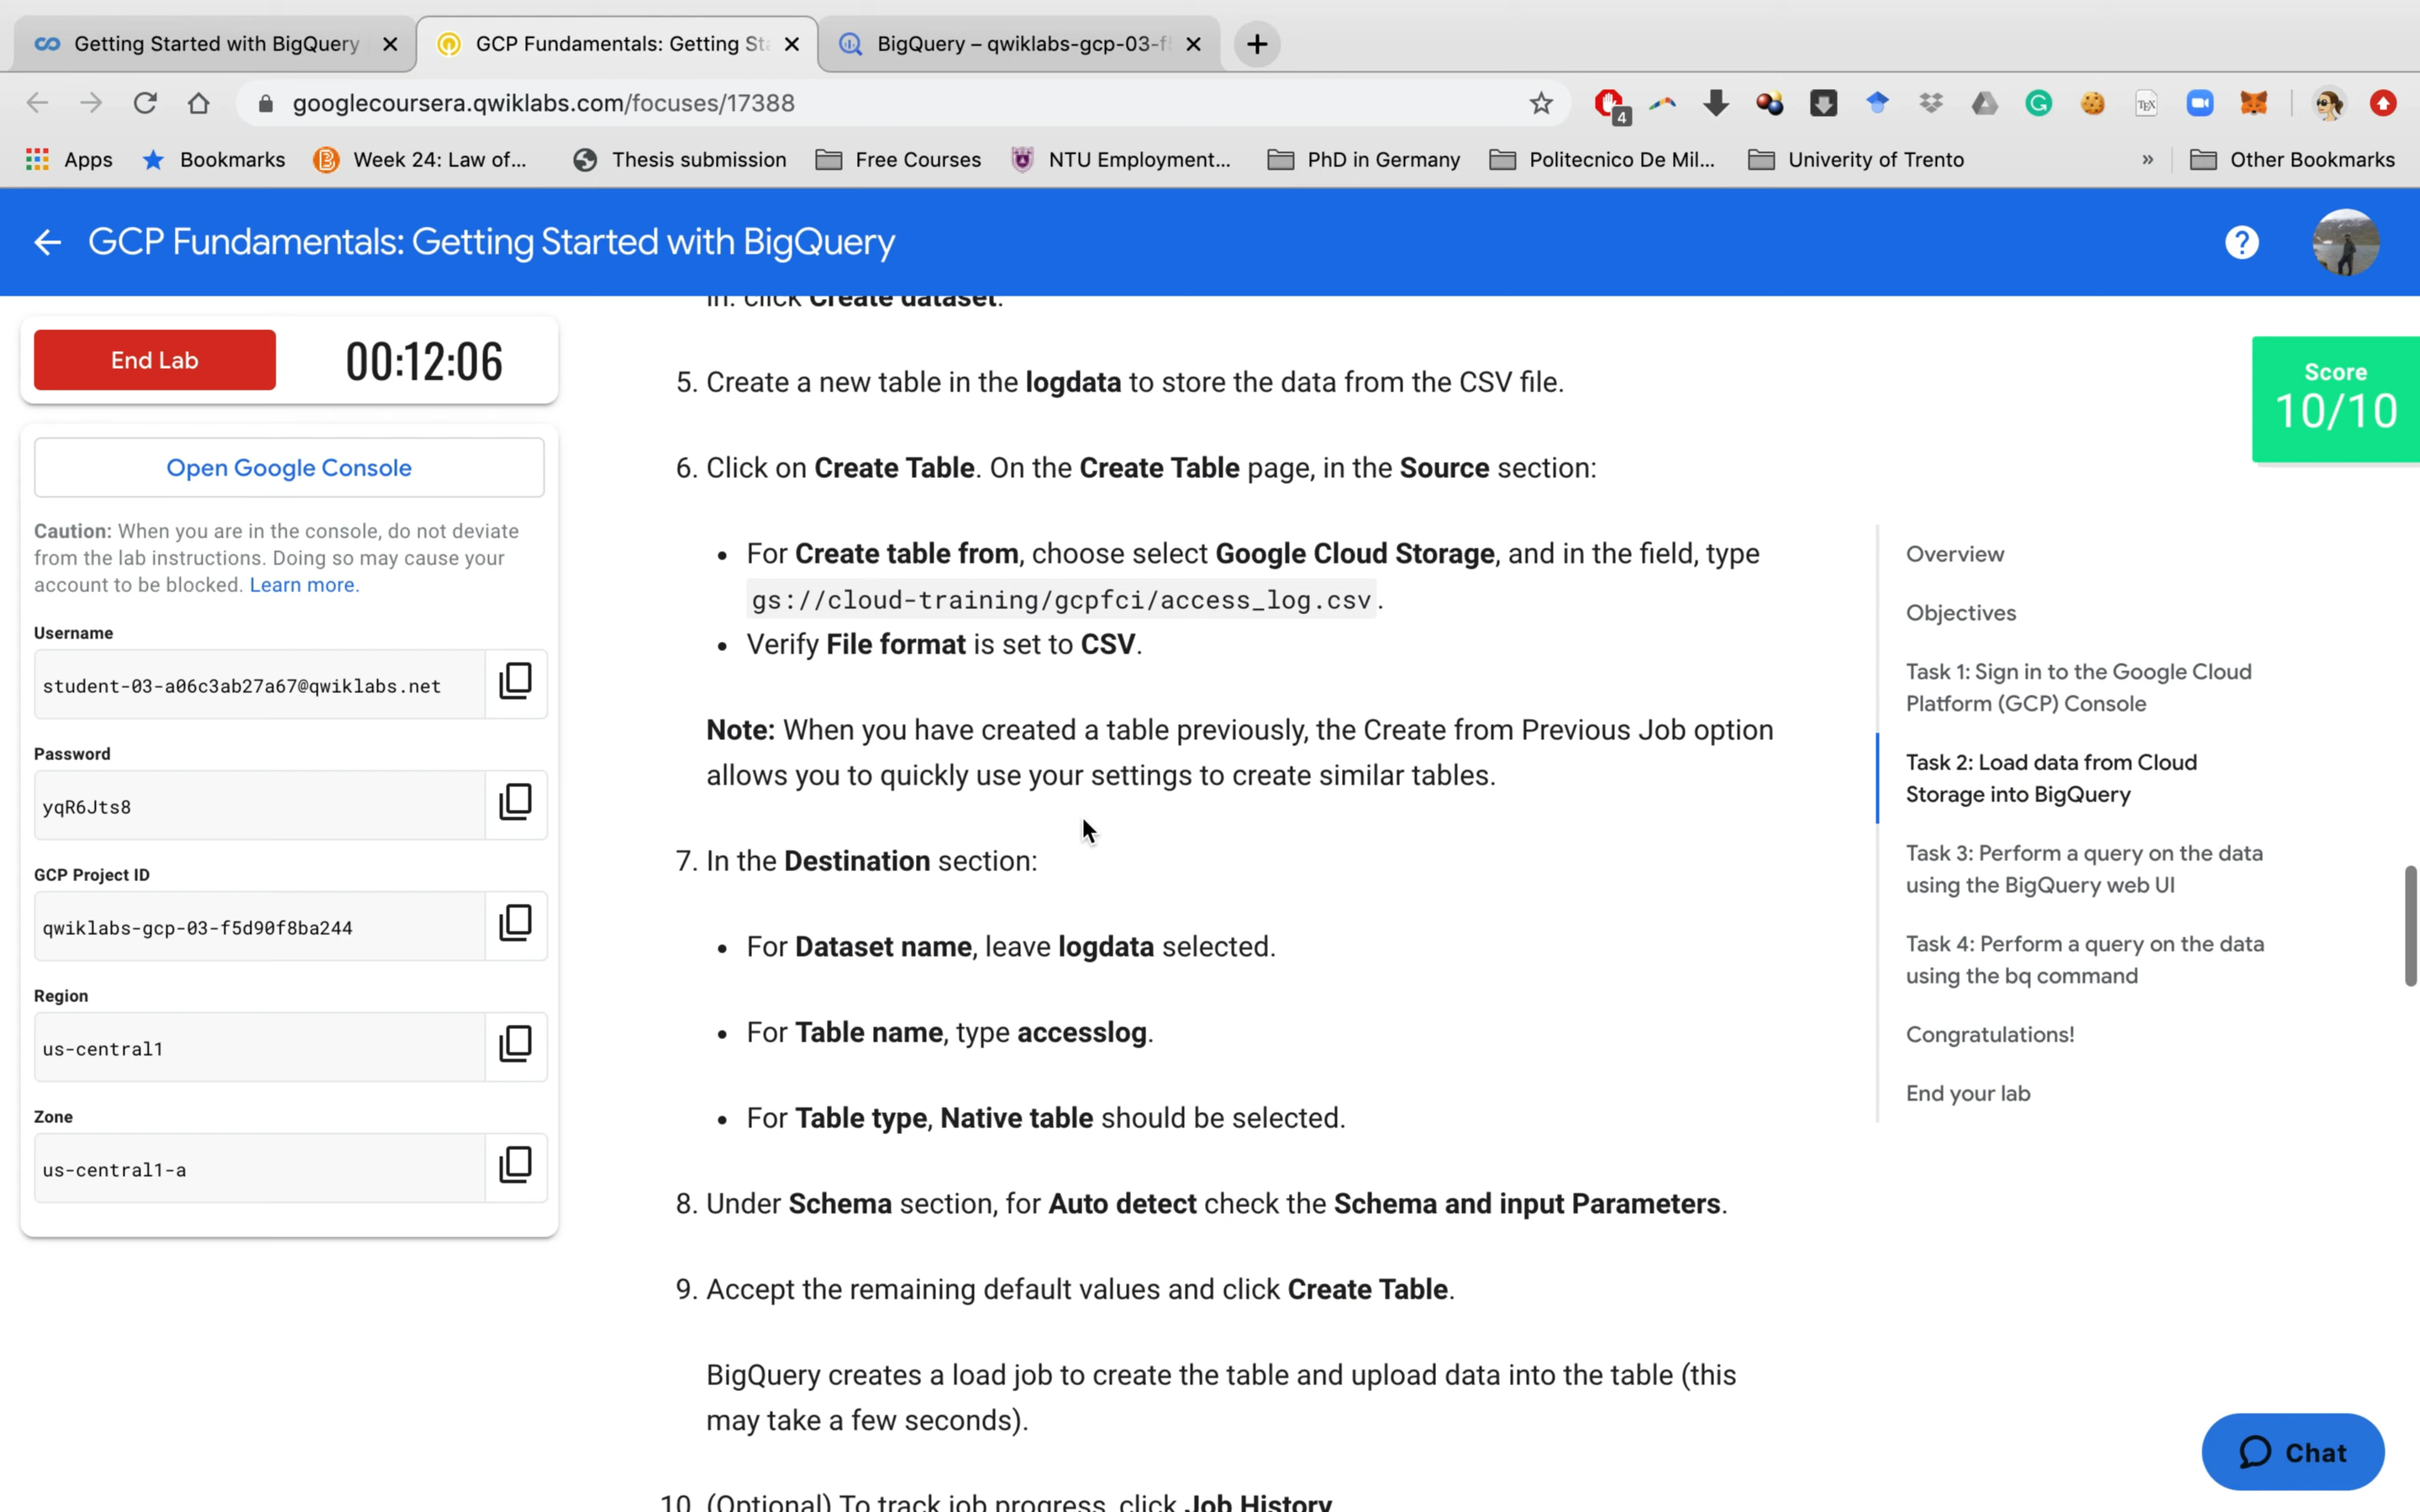 Getting Started with BigQuery
GCP Fundamentals: Getting St
BigQuery – qwiklabs-gcp-03-f
googlecoursera.qwiklabs.com/focuses/17388
4
TEX
Apps
Bookmarks
Week 24: Law of...
Thesis submission
Free Courses
NTU Employment...
PhD in Germany
Politecnico De Mil...
Univerity of Trento
»
Other Bookmarks
GCP Fundamentals: Getting Started with BigQuery
?
in. click Create dataset.
End Lab
00:12:06
Open Google Console
Caution: When you are in the console, do not deviate
from the lab instructions. Doing so may cause your
account to be blocked. Learn more.
Username
student-03-a06c3ab27a67@qwiklabs.net
Password
yqR6Jts8
GCP Project ID
qwiklabs-gcp-03-f5d90f8ba244
Region
us-central1
Zone
us-central1-a
5. Create a new table in the logdata to store the data from the CSV file.
6. Click on Create Table. On the Create Table page, in the Source section:
• For Create table from, choose select Google Cloud Storage, and in the field, type
gs://cloud-training/gcpfci/access_log.csv.
• Verify File format is set to CSV.
Note: When you have created a table previously, the Create from Previous Job option
allows you to quickly use your settings to create similar tables.
7. In the Destination section:
• For Dataset name, leave logdata selected.
• For Table name, type accesslog.
• For Table type, Native table should be selected.
8. Under Schema section, for Auto detect check the Schema and input Parameters.
9. Accept the remaining default values and click Create Table.
BigQuery creates a load job to create the table and upload data into the table (this
may take a few seconds).
10. (Optional) To track job progress, click Job History
Score
10/10
Overview
Objectives
Task 1: Sign in to the Google Cloud
Platform (GCP) Console
Task 2: Load data from Cloud
Storage into BigQuery
Task 3: Perform a query on the data
using the BigQuery web UI
Task 4: Perform a query on the data
using the bq command
Congratulations!
End your lab
Chat